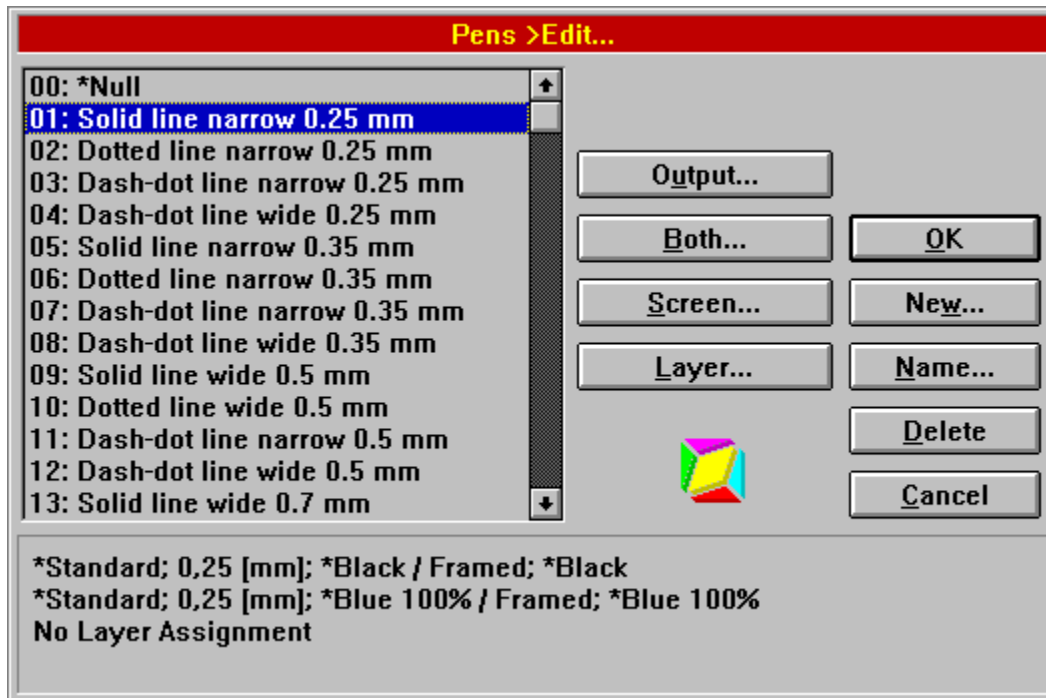 Pens >Edit...
00: *Null
01: Solid line narrow 0.25 mm
02: Dotted line narrow 0.25 mm
03: Dash-dot line narrow 0.25 mm
04: Dash-dot line wide 0.25 mm
05: Solid line narrow 0.35 mm
06: Dotted line narrow 0.35 mm
07: Dash-dot line narrow 0.35 mm
08: Dash-dot line wide 0.35 mm
09: Solid line wide 0.5 mm
10: Dotted line wide 0.5 mm
11: Dash-dot line narrow 0.5 mm
12: Dash-dot line wide 0.5 mm
13: Solid line wide 0.7 mm
Output...
Both...
OK
Screen...
New...
Layer...
Name...
Delete
Cancel
*Standard; 0,25 [mm]; *Black / Framed; *Black
*Standard; 0,25 [mm]; *Blue 100% / Framed; *Blue 100%
No Layer Assignment